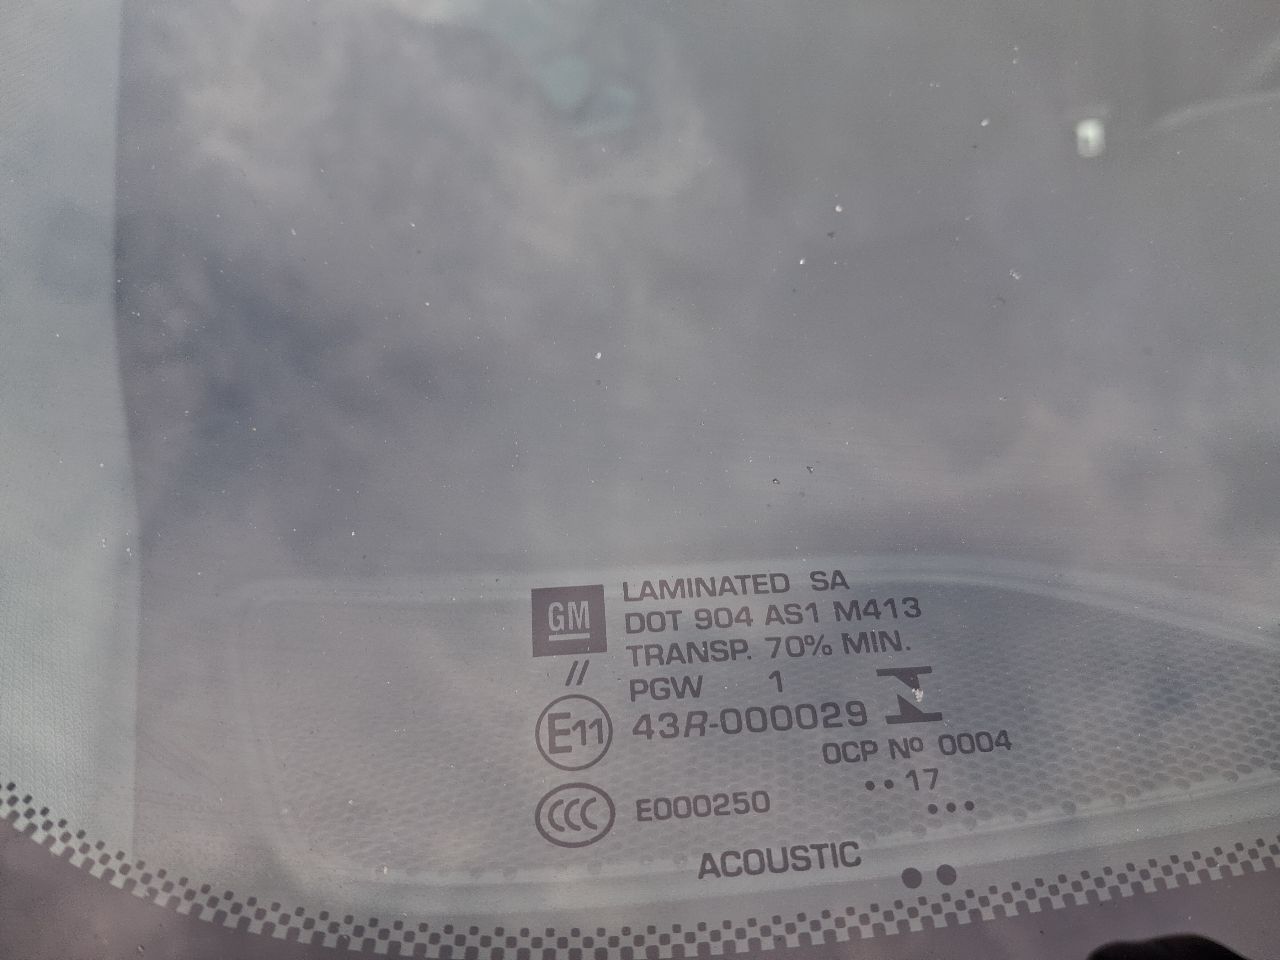 GM
LAMINATED SA
DOT 904 AS1 M413
TRANSP. 70% MIN.
//
PGW 1
E11 43R-000029
OCP Nº 0004
••17
•••
CCC E000250
ACOUSTIC